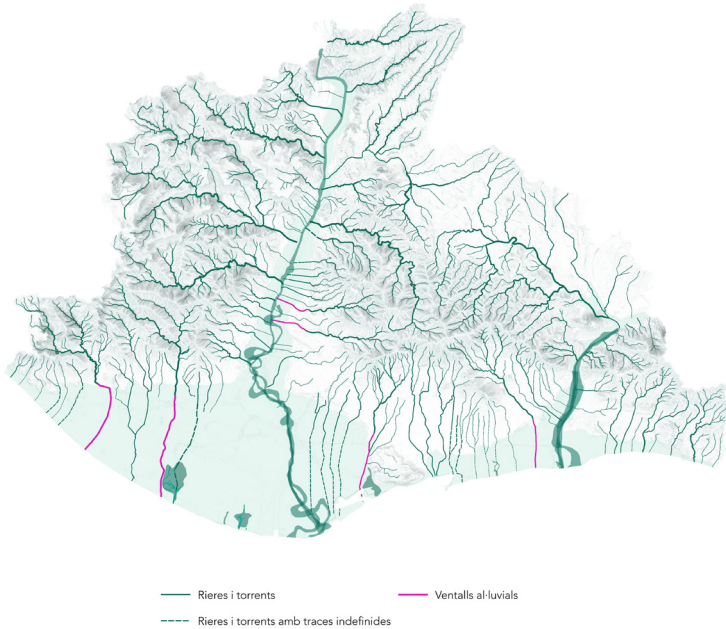 Rieres i torrents
Ventalls al·luvials
Rieres i torrents amb traces indefinides